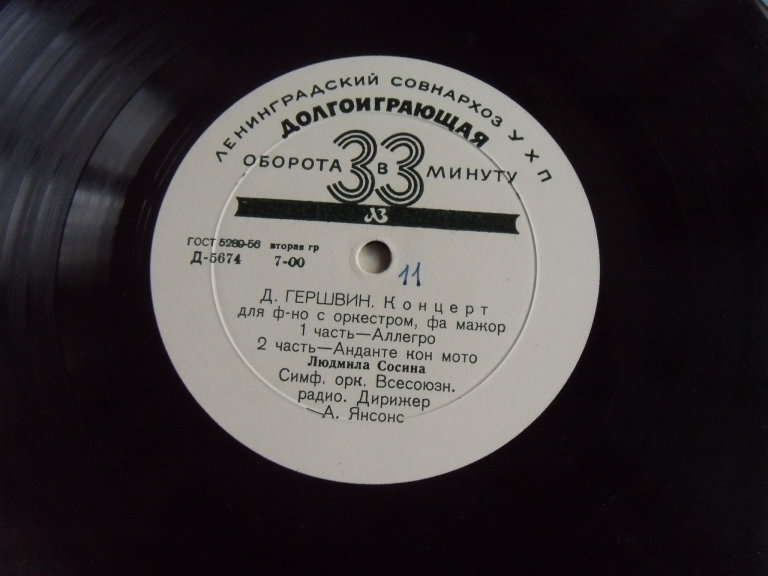 ЛЕНИНГРАДСКИЙ СОВНАРХОЗ УХП
ДОЛГОИГРАЮЩАЯ
ОБОРОТА 33 В МИНУТУ
ЛЗ
ГОСТ 5289-56 вторая гр
Д-5674 7-00
11
Д. ГЕРШВИН. Концерт
для ф-но с оркестром, фа мажор
1 часть—Аллегро
2 часть—Анданте кон мото
Людмила Сосина
Симф. орк. Всесоюзн.
радио. Дирижер
—А. Янсонс